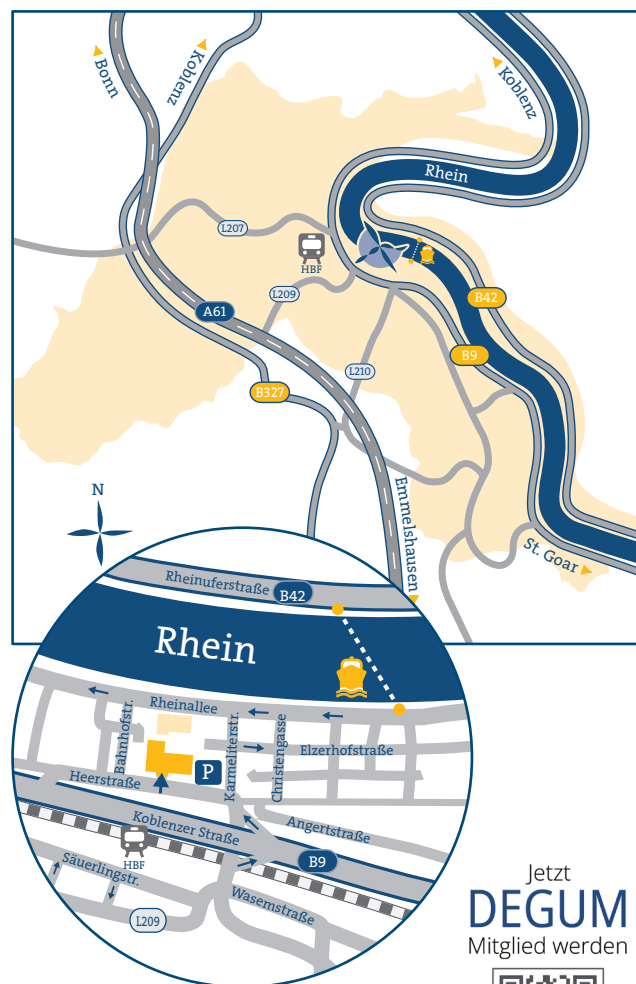 Bonn
Koblenz
Koblenz
Rhein
L207
HBF
L209
B42
A61
B9
L210
B327
N
Emmelshausen
St. Goar
Rheinuferstraße
B42
Rhein
Rheinallee
Bahnhofstr.
Karmeliterstr.
Christengasse
Elzerhofstraße
P
Heerstraße
Koblenzer Straße
Angertstraße
HBF
B9
Säuerlingstr.
Wasemstraße
L209
Jetzt
DEGUM
Mitglied werden